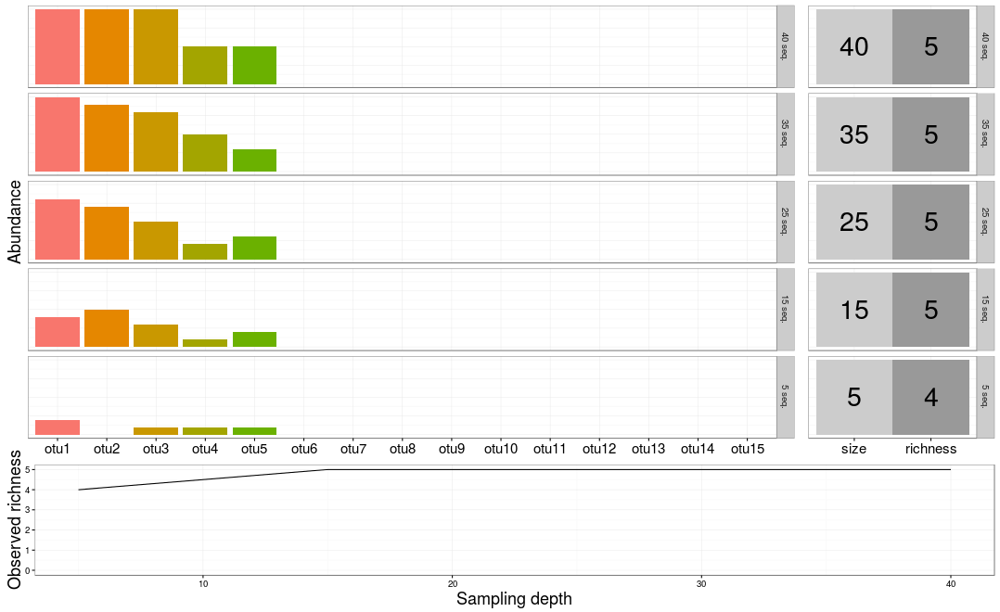 Abundance
40 seq.
40 5
40 seq.
35 seq.
35 5
35 seq.
25 seq.
25 5
25 seq.
15 seq.
15 5
15 seq.
5 seq.
5 4
5 seq.
otu1 otu2 otu3 otu4 otu5 otu6 otu7 otu8 otu9 otu10 otu11 otu12 otu13 otu14 otu15
size richness
Observed richness
5
4
3
2
1
0
10 20 30 40
Sampling depth